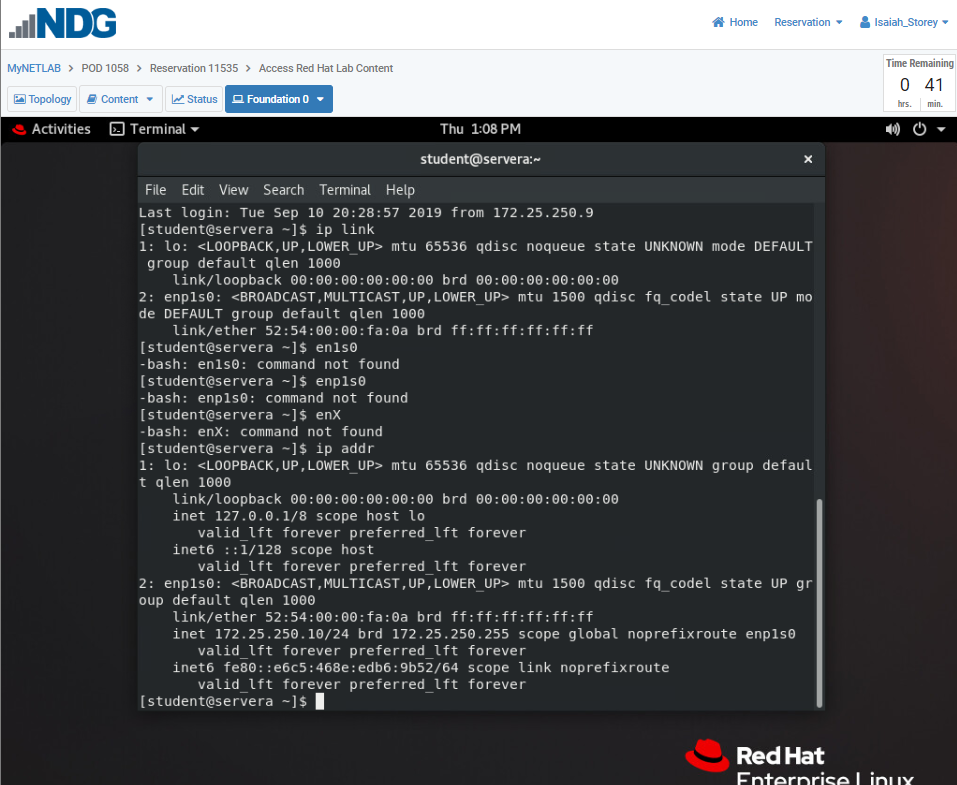 NDG
Home Reservation Isaiah_Storey
MyNETLAB > POD 1058 > Reservation 11535 > Access Red Hat Lab Content
Time Remaining
0 41
hrs. min.
Topology Content Status Foundation 0
Activities Terminal Thu 1:08 PM
student@servera:~ ×
File Edit View Search Terminal Help
Last login: Tue Sep 10 20:28:57 2019 from 172.25.250.9
[student@servera ~]$ ip link
1: lo: <LOOPBACK,UP,LOWER_UP> mtu 65536 qdisc noqueue state UNKNOWN mode DEFAULT
 group default qlen 1000
    link/loopback 00:00:00:00:00:00 brd 00:00:00:00:00:00
2: enp1s0: <BROADCAST,MULTICAST,UP,LOWER_UP> mtu 1500 qdisc fq_codel state UP mo
de DEFAULT group default qlen 1000
    link/ether 52:54:00:00:fa:0a brd ff:ff:ff:ff:ff:ff
[student@servera ~]$ en1s0
-bash: en1s0: command not found
[student@servera ~]$ enp1s0
-bash: enp1s0: command not found
[student@servera ~]$ enX
-bash: enX: command not found
[student@servera ~]$ ip addr
1: lo: <LOOPBACK,UP,LOWER_UP> mtu 65536 qdisc noqueue state UNKNOWN group defaul
t qlen 1000
    link/loopback 00:00:00:00:00:00 brd 00:00:00:00:00:00
    inet 127.0.0.1/8 scope host lo
       valid_lft forever preferred_lft forever
    inet6 ::1/128 scope host
       valid_lft forever preferred_lft forever
2: enp1s0: <BROADCAST,MULTICAST,UP,LOWER_UP> mtu 1500 qdisc fq_codel state UP gr
oup default qlen 1000
    link/ether 52:54:00:00:fa:0a brd ff:ff:ff:ff:ff:ff
    inet 172.25.250.10/24 brd 172.25.250.255 scope global noprefixroute enp1s0
       valid_lft forever preferred_lft forever
    inet6 fe80::e6c5:468e:edb6:9b52/64 scope link noprefixroute
       valid_lft forever preferred_lft forever
[student@servera ~]$
Red Hat
Enterprise Linux